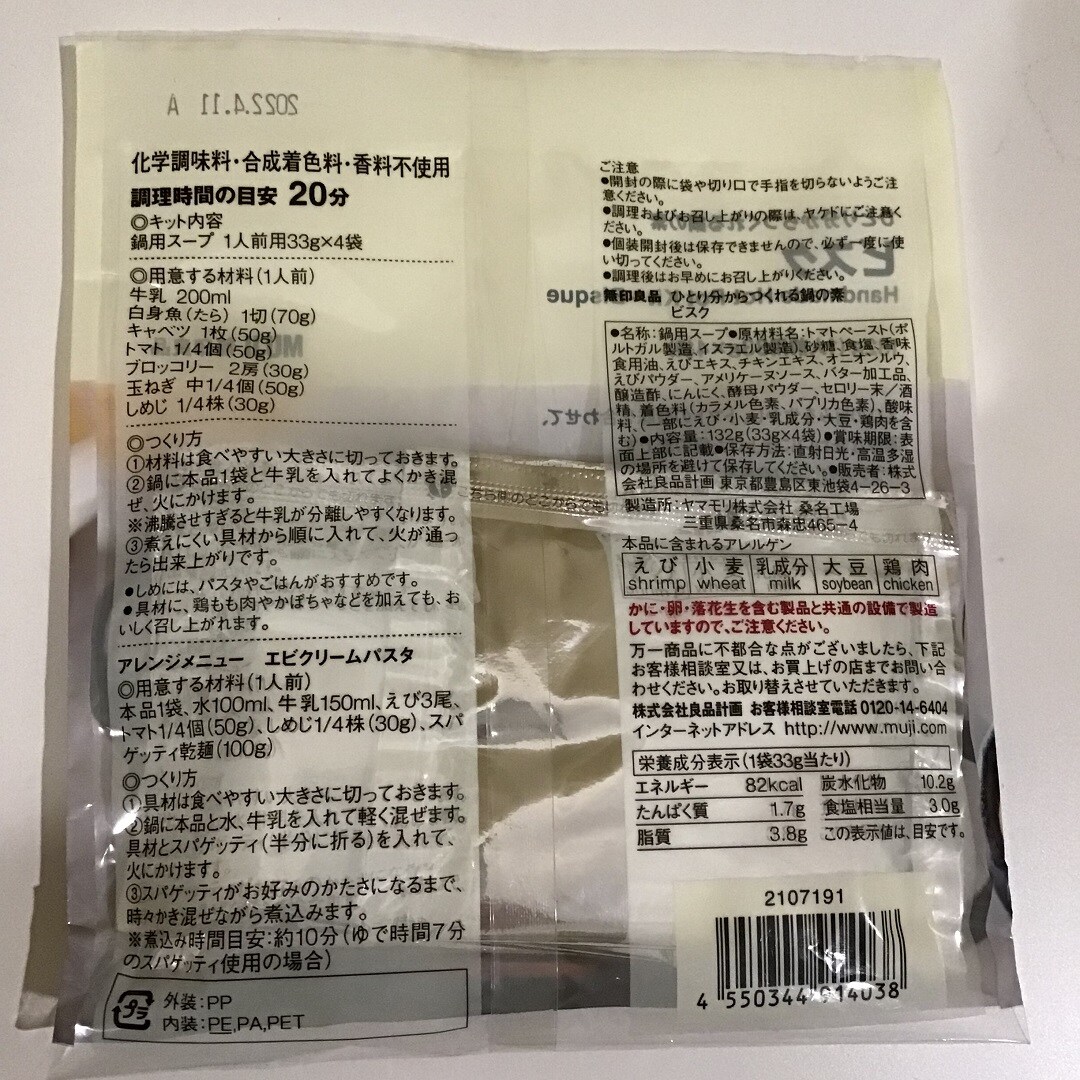 2022.4.11 A
化学調味料・合成着色料・香料不使用
調理時間の目安 20分
◎キット内容
鍋用スープ 1人前用33g×4袋
◎用意する材料(1人前)
牛乳 200ml
白身魚(たら) 1切(70g)
キャベツ 1枚(50g)
トマト 1/4個(50g)
ブロッコリー 2房(30g)
玉ねぎ 中1/4個(50g)
しめじ 1/4株(30g)
◎つくり方
①材料は食べやすい大きさに切っておきます。
②鍋に本品1袋と牛乳を入れてよくかき混
ぜ、火にかけます。
※沸騰させすぎると牛乳が分離しやすくなります。
③煮えにくい具材から順に入れて、火が通っ
たら出来上がりです。
●しめには、パスタやごはんがおすすめです。
●具材に、鶏もも肉やかぼちゃなどを加えても、お
いしく召し上がれます。
アレンジメニュー エビクリームパスタ
◎用意する材料(1人前)
本品1袋、水100ml、牛乳150ml、えび3尾、
トマト1/4個(50g)、しめじ1/4株(30g)、スパ
ゲッティ乾麺(100g)
◎つくり方
①具材は食べやすい大きさに切っておきます。
②鍋に本品と水、牛乳を入れて軽く混ぜます。
具材とスパゲッティ(半分に折る)を入れて、
火にかけます。
③スパゲッティがお好みのかたさになるまで、
時々かき混ぜながら煮込みます。
※煮込み時間目安:約10分(ゆで時間7分
のスパゲッティ使用の場合)
プラ
外装:PP
内装:PE,PA,PET
ご注意
●開封の際に袋や切り口で手指を切らないようご注
意ください。
●調理およびお召し上がりの際は、ヤケドにご注意く
ださい。
●個装開封後は保存できませんので、必ず一度に使
い切ってください。
●調理後はお早めにお召し上がりください。
無印良品 ひとり分からつくれる鍋の素
ビスク
●名称:鍋用スープ●原材料名:トマトペースト(ポ
ルトガル製造、イスラエル製造)、砂糖、食塩、香味
食用油、えびエキス、チキンエキス、オニオンルウ、
えびパウダー、アメリケーヌソース、バター加工品、
醸造酢、にんにく、酵母パウダー、セロリー末/酒
精、着色料(カラメル色素、パプリカ色素)、酸味
料、(一部にえび・小麦・乳成分・大豆・鶏肉を含
む)●内容量:132g(33g×4袋)●賞味期限:表
面上部に記載●保存方法:直射日光・高温多湿
の場所を避けて保存してください。●販売者:株式
会社良品計画 東京都豊島区東池袋4-26-3
製造所:ヤマモリ株式会社 桑名工場
三重県桑名市森忠465-4
本品に含まれるアレルゲン
えび 小麦 乳成分 大豆 鶏肉
shrimp wheat milk soybean chicken
かに・卵・落花生を含む製品と共通の設備で製造
していますので、ご注意ください。
万一商品に不都合な点がございましたら、下記
お客様相談室又は、お買上げの店までお問い合
わせください。お取り替えさせていただきます。
株式会社良品計画 お客様相談室電話0120-14-6404
インターネットアドレス http://www.muji.com
栄養成分表示(1袋33g当たり)
エネルギー 82kcal 炭水化物 10.2g
たんぱく質 1.7g 食塩相当量 3.0g
脂質 3.8g この表示値は、目安です。
2107191
4 550344 914038